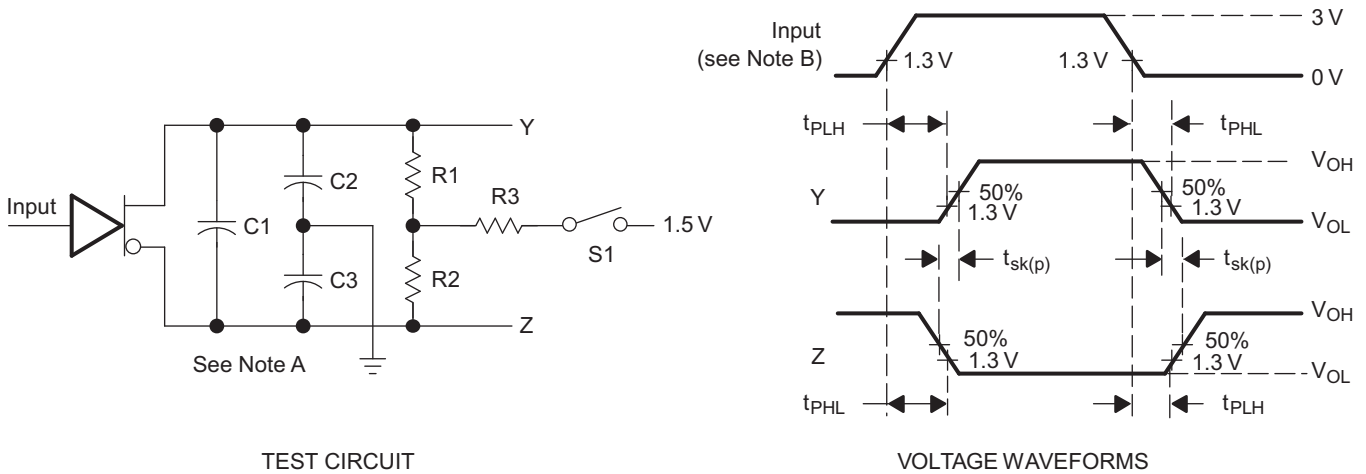 Input
C1
C2
C3
R1
R2
R3
S1
1.5 V
Y
Z
See Note A
TEST CIRCUIT
Input
(see Note B)
1.3 V
1.3 V
3 V
0 V
tPLH
tPHL
Y
50%
1.3 V
50%
1.3 V
VOH
VOL
tsk(p)
tsk(p)
Z
50%
1.3 V
50%
1.3 V
VOH
VOL
tPHL
tPLH
VOLTAGE WAVEFORMS